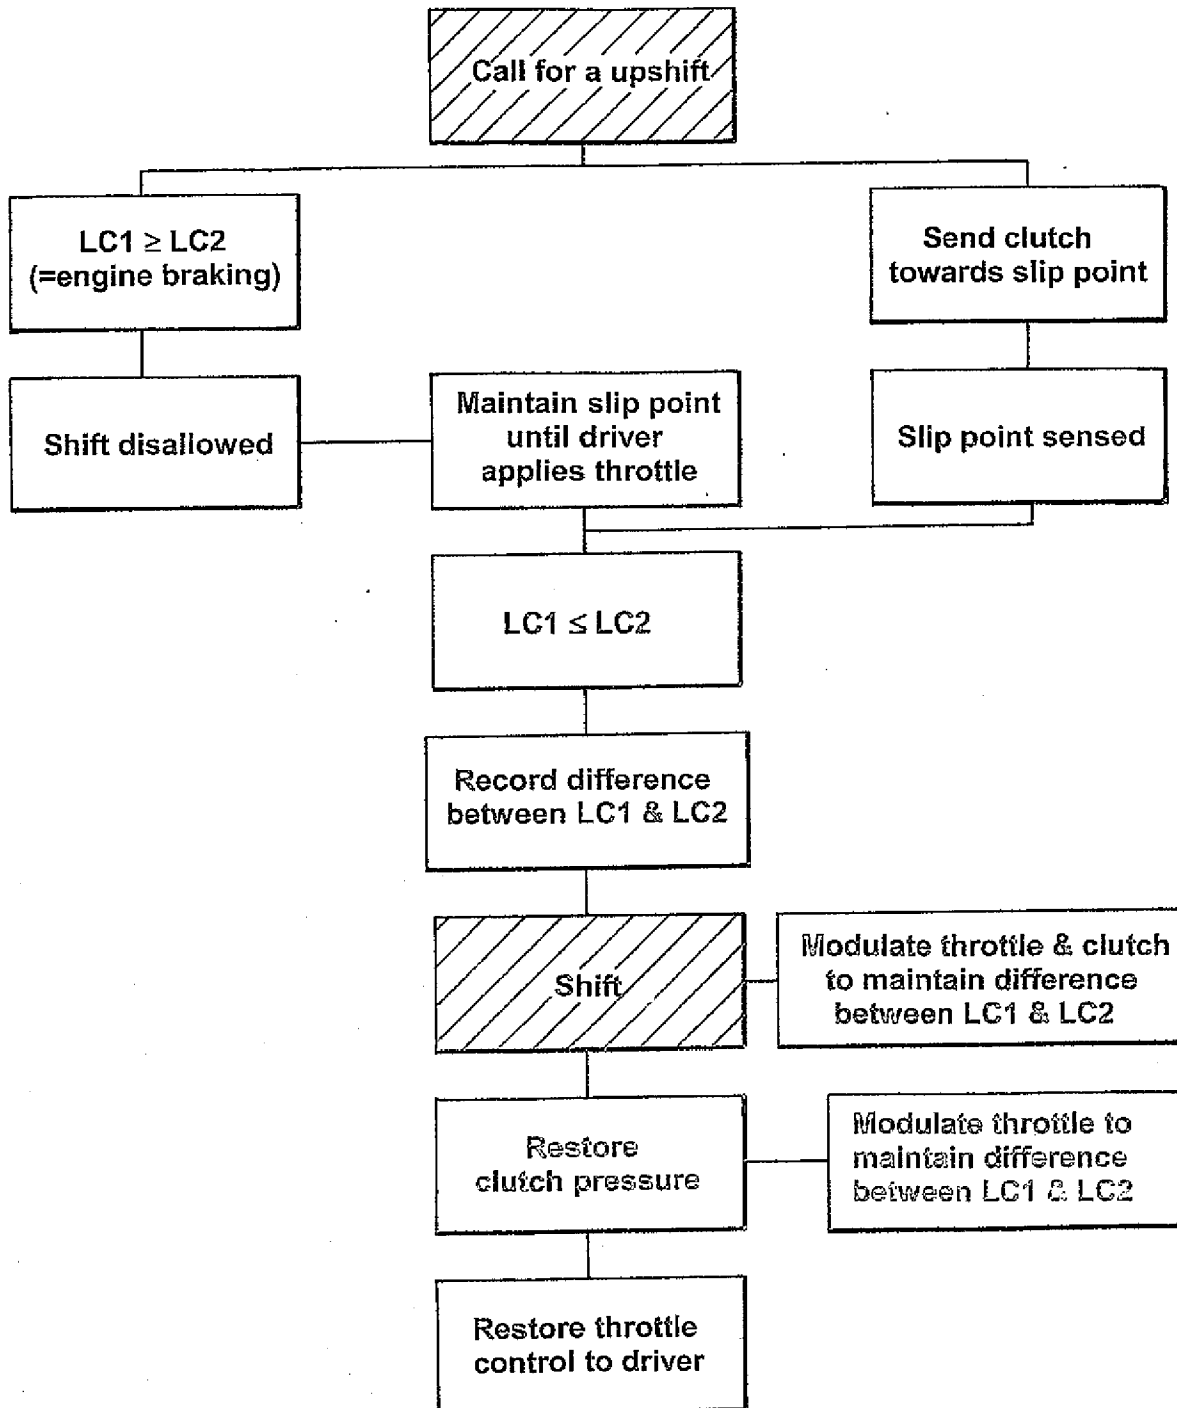 Call for a upshift
LC1 ≥ LC2
(=engine braking)
Send clutch
towards slip point
Shift disallowed
Maintain slip point
until driver
applies throttle
Slip point sensed
LC1 ≤ LC2
Record difference
between LC1 & LC2
Shift
Modulate throttle & clutch
to maintain difference
between LC1 & LC2
Restore
clutch pressure
Modulate throttle to
maintain difference
between LC1 & LC2
Restore throttle
control to driver